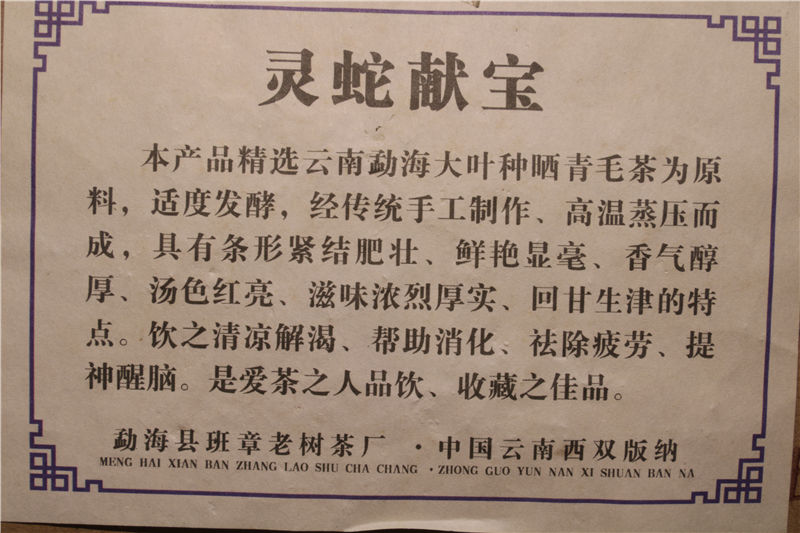 灵蛇献宝
本产品精选云南勐海大叶种晒青毛茶为原
料，适度发酵，经传统手工制作、高温蒸压而
成，具有条形紧结肥壮、鲜艳显毫、香气醇
厚、汤色红亮、滋味浓烈厚实、回甘生津的特
点。饮之清凉解渴、帮助消化、祛除疲劳、提
神醒脑。是爱茶之人品饮、收藏之佳品。
勐海县班章老树茶厂 · 中国云南西双版纳
MENG HAI XIAN BAN ZHANG LAO SHU CHA CHANG · ZHONG GUO YUN NAN XI SHUAN BAN NA